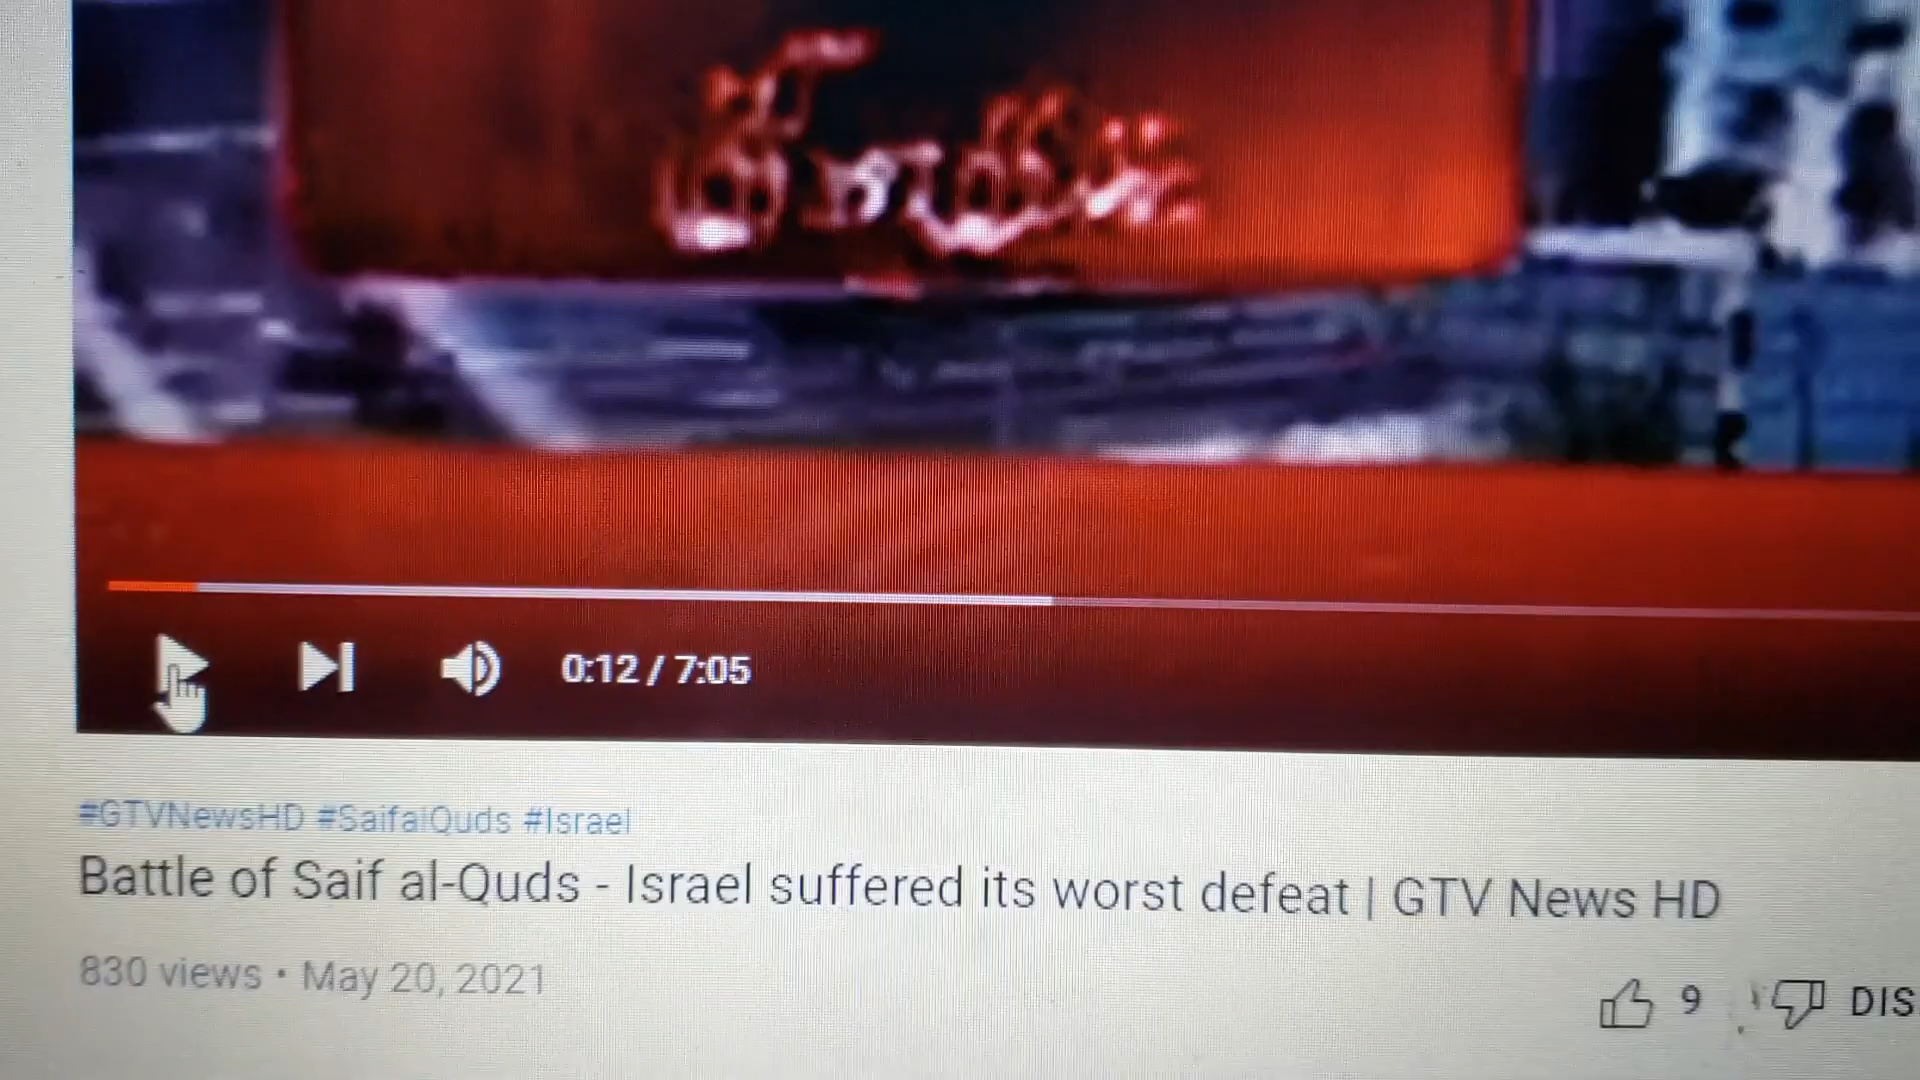 0:12 / 7:05
#GTVNewsHD #SaifalQuds #Israel
Battle of Saif al-Quds - Israel suffered its worst defeat | GTV News HD
830 views • May 20, 2021
9 DIS